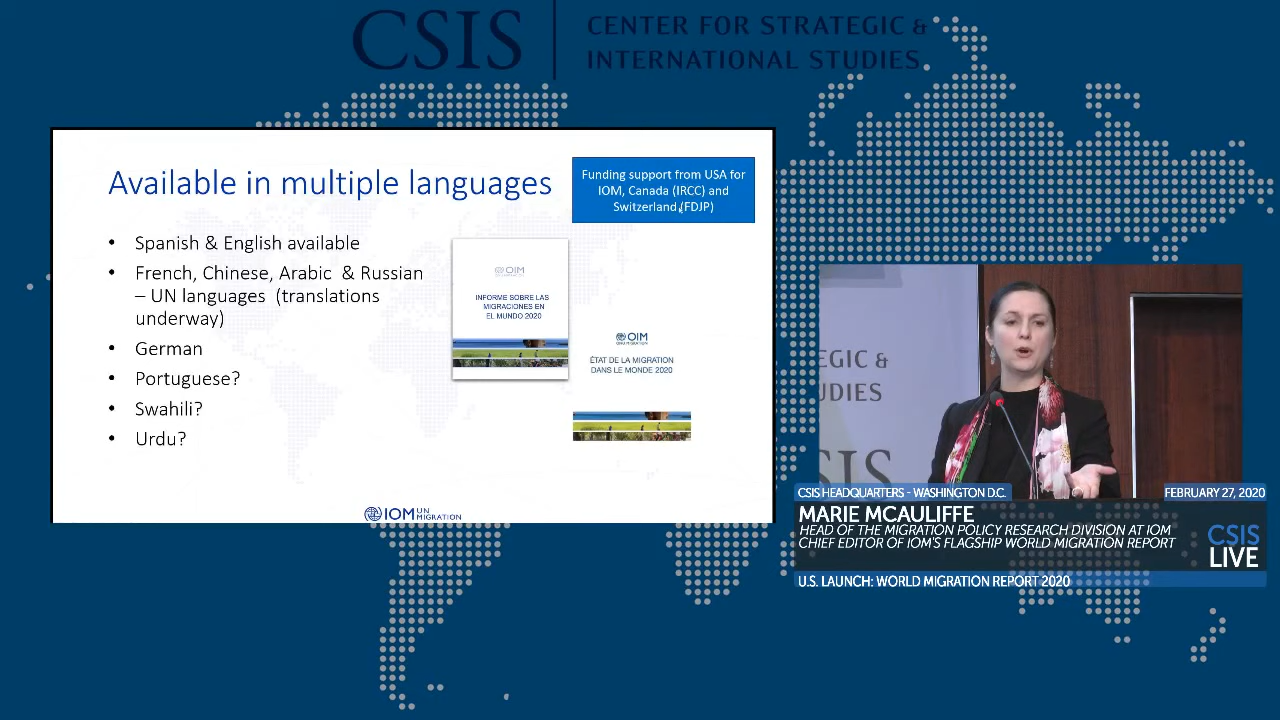 CSIS
CENTER FOR STRATEGIC &
INTERNATIONAL STUDIES
Available in multiple languages
Funding support from USA for
IOM, Canada (IRCC) and
Switzerland (FDJP)
• Spanish & English available
• French, Chinese, Arabic & Russian
– UN languages (translations
underway)
• German
• Portuguese?
• Swahili?
• Urdu?
OIM
INFORME SOBRE LAS
MIGRACIONES EN
EL MUNDO 2020
OIM
ONU MIGRATION
ÉTAT DE LA MIGRATION
DANS LE MONDE 2020
IOM UN
MIGRATION
EGIC &
UDIES
SIS
CSIS HEADQUARTERS - WASHINGTON D.C.
FEBRUARY 27, 2020
MARIE MCAULIFFE
HEAD OF THE MIGRATION POLICY RESEARCH DIVISION AT IOM
CHIEF EDITOR OF IOM'S FLAGSHIP WORLD MIGRATION REPORT
CSIS
LIVE
U.S. LAUNCH: WORLD MIGRATION REPORT 2020